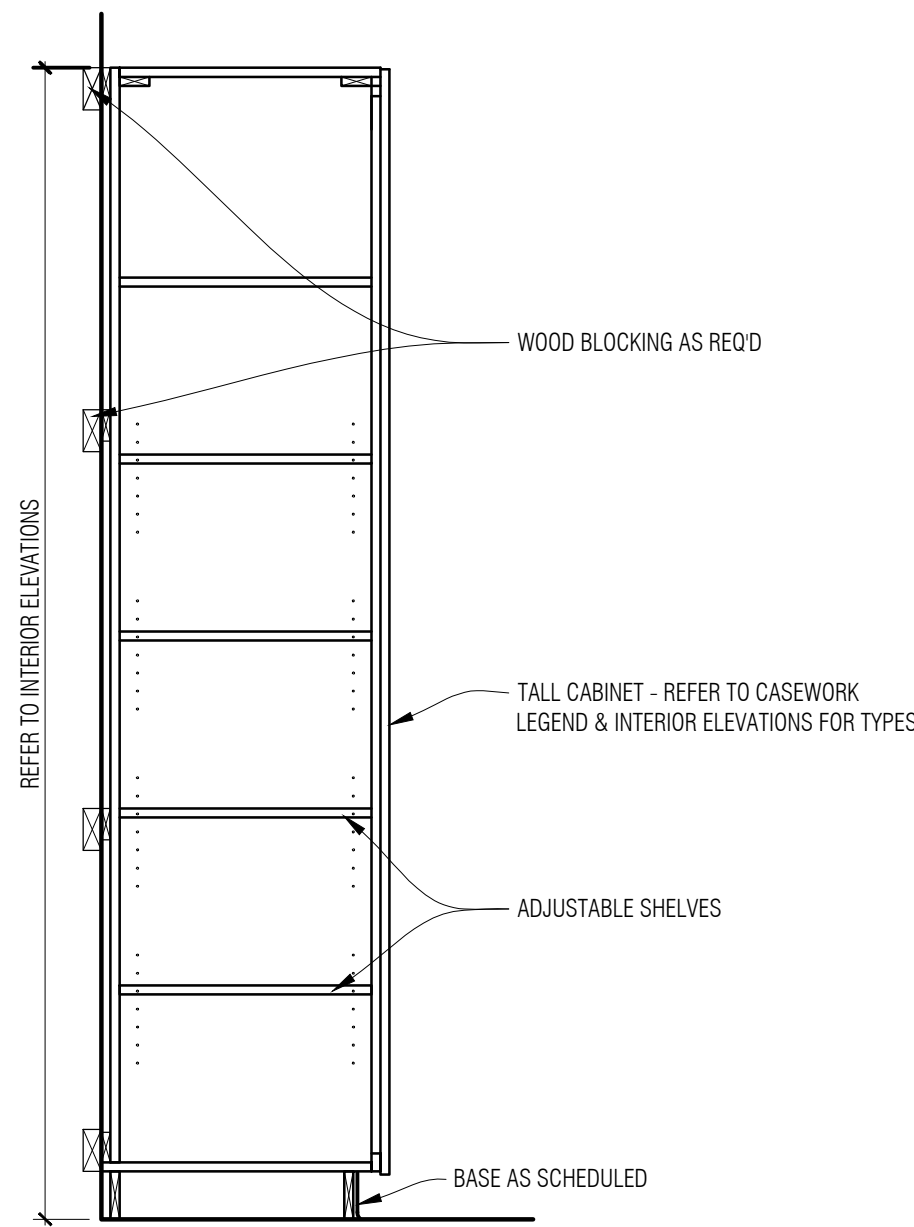 WOOD BLOCKING AS REQ'D
REFER TO INTERIOR ELEVATIONS
TALL CABINET - REFER TO CASEWORK
LEGEND & INTERIOR ELEVATIONS FOR TYPES
ADJUSTABLE SHELVES
BASE AS SCHEDULED